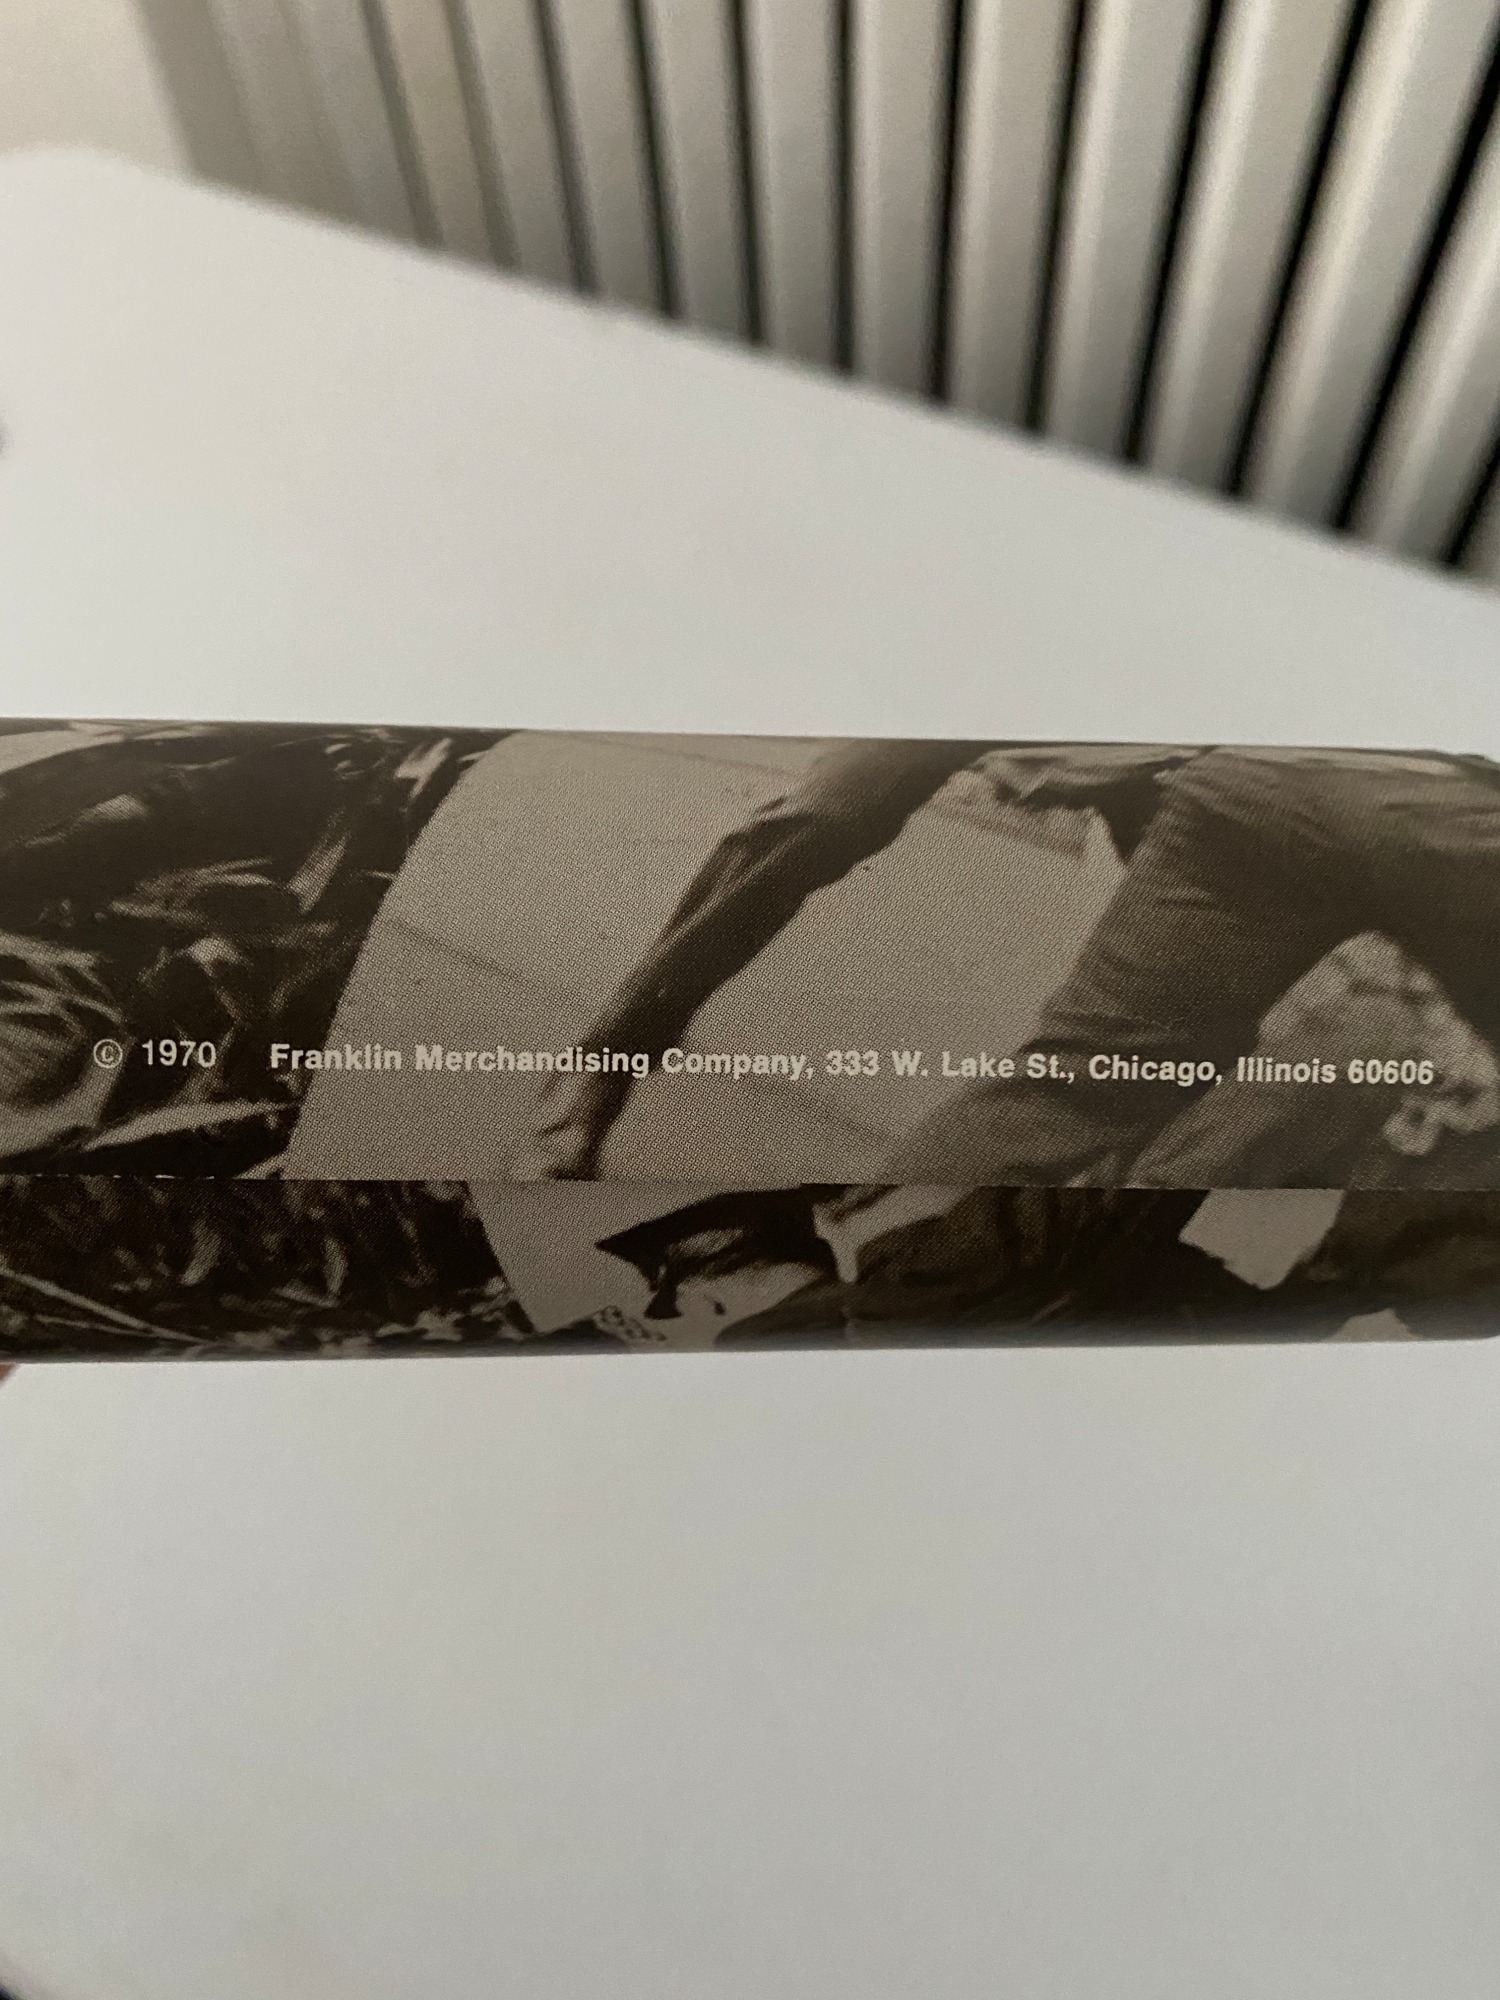 © 1970 Franklin Merchandising Company, 333 W. Lake St., Chicago, Illinois 60606